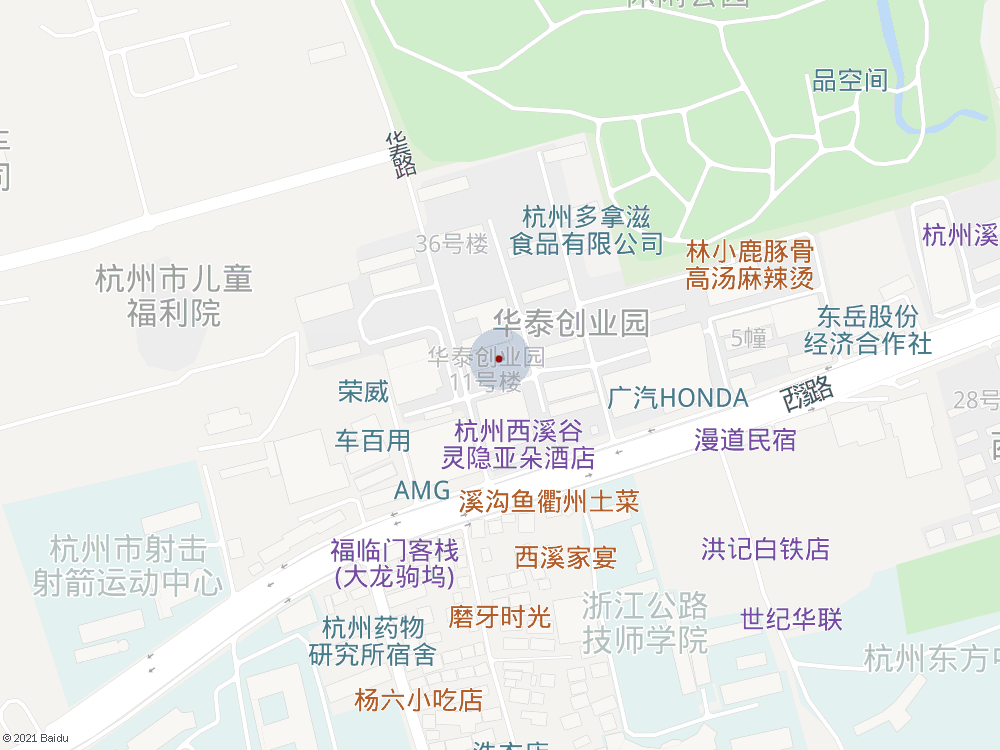 品空间
华泰路
杭州多拿滋
食品有限公司
杭州溪
36号楼
林小鹿豚骨
高汤麻辣烫
杭州市儿童
福利院
华泰创业园
东岳股份
经济合作社
5幢
华泰创业园
11号楼
荣威
广汽HONDA
西溪路
28号
车百用
杭州西溪谷
灵隐亚朵酒店
漫道民宿
AMG
溪沟鱼衢州土菜
杭州市射击
射箭运动中心
福临门客栈
(大龙驹坞)
西溪家宴
洪记白铁店
磨牙时光
浙江公路
技师学院
世纪华联
杭州药物
研究所宿舍
杭州东方中
杨六小吃店
© 2021 Baidu